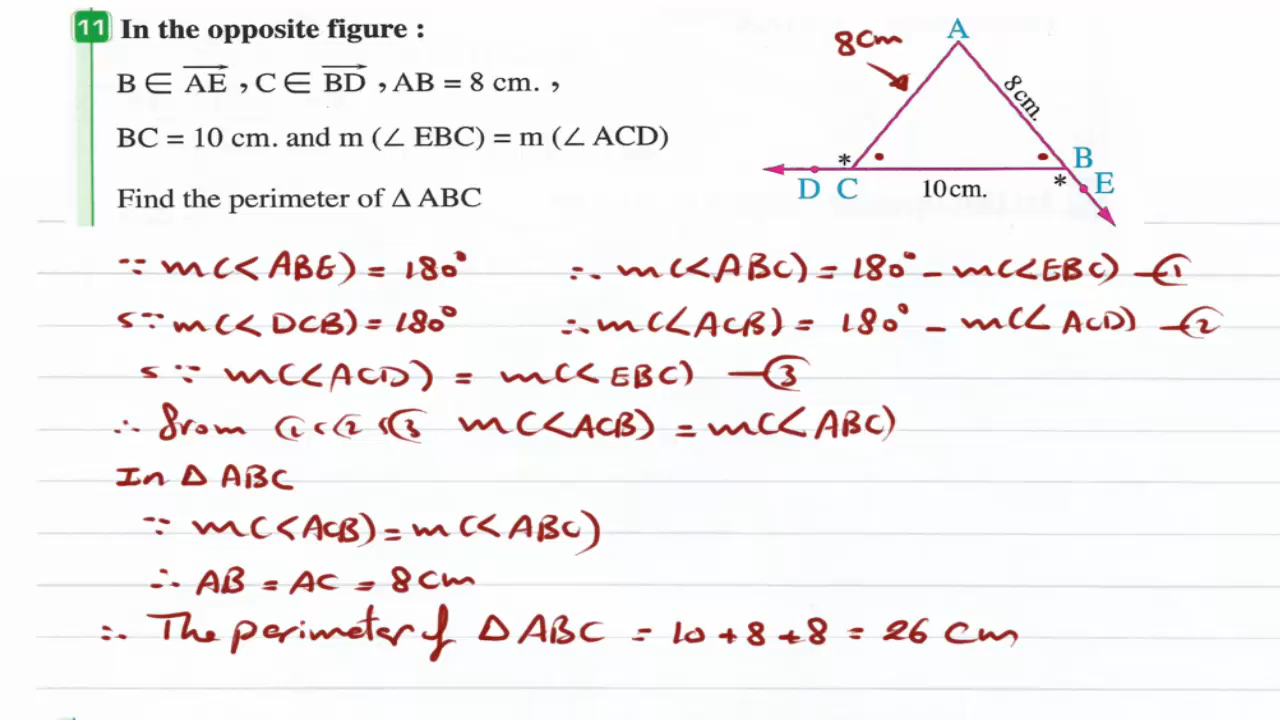 11 In the opposite figure :
B ∈ AE , C ∈ BD , AB = 8 cm. ,
BC = 10 cm. and m (∠ EBC) = m (∠ ACD)
Find the perimeter of Δ ABC
8cm
A
8 cm.
*
B
D
C
10 cm.
*
E
∵ m(<ABE) = 180° ∴ m(<ABC) = 180° - m(<EBC) -①
, ∵ m(<DCB) = 180° ∴ m(<ACB) = 180° - m(<ACD) -②
, ∵ m(<ACD) = m(<EBC) -③
∴ from ①,②,③ m(<ACB) = m(<ABC)
In Δ ABC
∵ m(<ACB) = m(<ABC)
∴ AB = AC = 8cm
∴ The perimeter of Δ ABC = 10 + 8 + 8 = 26 cm